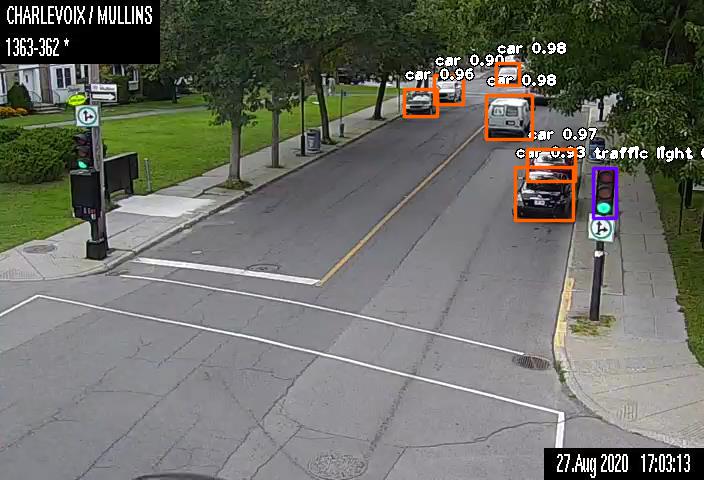 CHARLEVOIX / MULLINS
1363-362 *
car 0.98
car 0.90
car 0.96
car 0.98
car 0.97
car 0.93
traffic light
27.Aug 2020 17:03:13